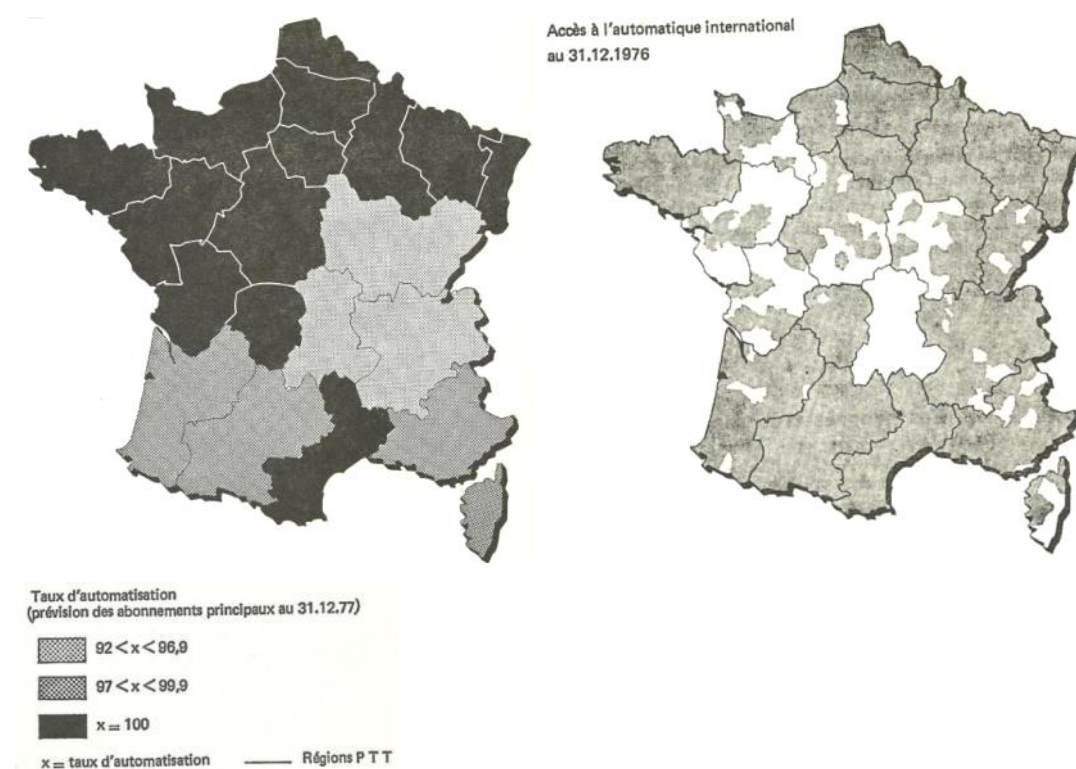 Accès à l'automatique international
au 31.12.1976
Taux d'automatisation
(prévision des abonnements principaux au 31.12.77)
92 < x < 96,9
97 < x < 99,9
x = 100
x = taux d'automatisation
Régions P T T